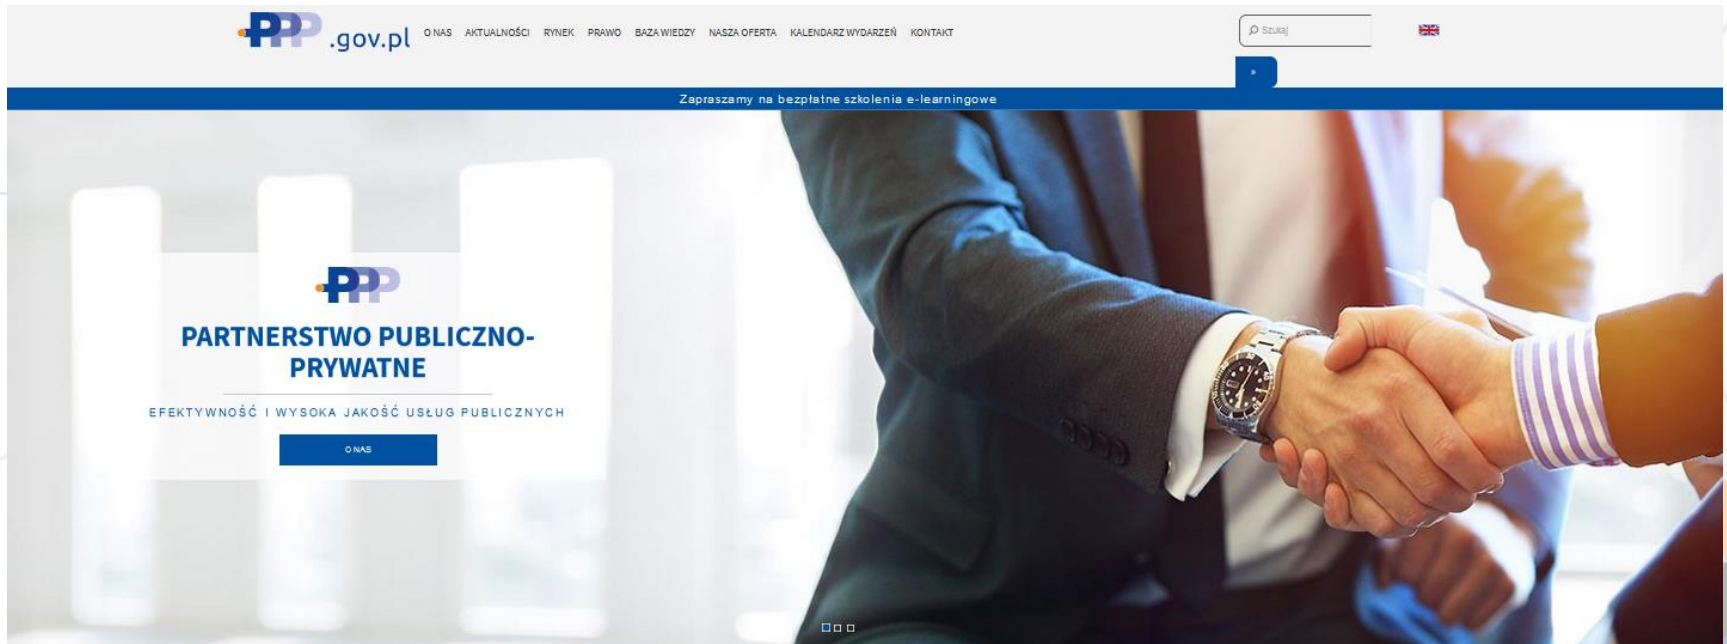 PPP.gov.pl
O NAS AKTUALNOŚCI RYNEK PRAWO BAZA WIEDZY NASZA OFERTA KALENDARZ WYDARZEŃ KONTAKT
Szukaj
»
Zapraszamy na bezpłatne szkolenia e-learningowe
PPP
PARTNERSTWO PUBLICZNO-
PRYWATNE
EFEKTYWNOŚĆ I WYSOKA JAKOŚĆ USŁUG PUBLICZNYCH
O NAS